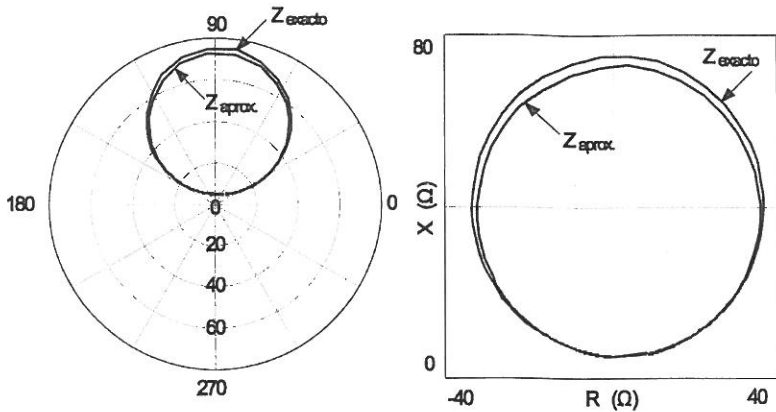 90
Z exacto
Z aprox.
180
0
0
20
40
60
270
80
Z exacto
Z aprox.
X (Ω)
0
-40
R (Ω)
40